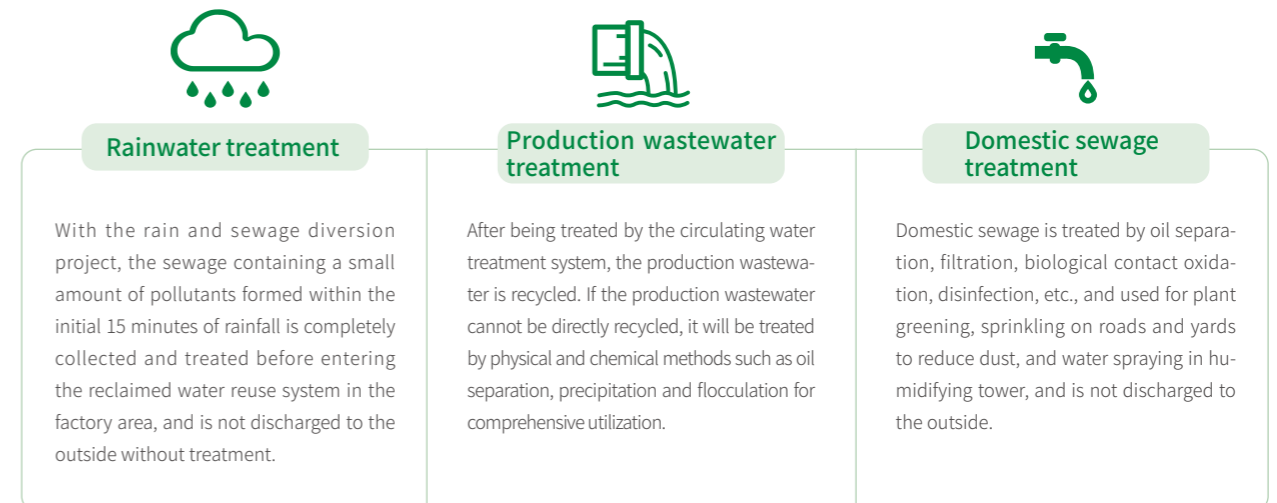 Rainwater treatment
With the rain and sewage diversion
project, the sewage containing a small
amount of pollutants formed within the
initial 15 minutes of rainfall is completely
collected and treated before entering
the reclaimed water reuse system in the
factory area, and is not discharged to the
outside without treatment.
Production wastewater
treatment
After being treated by the circulating water
treatment system, the production wastewa-
ter is recycled. If the production wastewater
cannot be directly recycled, it will be treated
by physical and chemical methods such as oil
separation, precipitation and flocculation for
comprehensive utilization.
Domestic sewage
treatment
Domestic sewage is treated by oil separa-
tion, filtration, biological contact oxida-
tion, disinfection, etc., and used for plant
greening, sprinkling on roads and yards
to reduce dust, and water spraying in hu-
midifying tower, and is not discharged to
the outside.